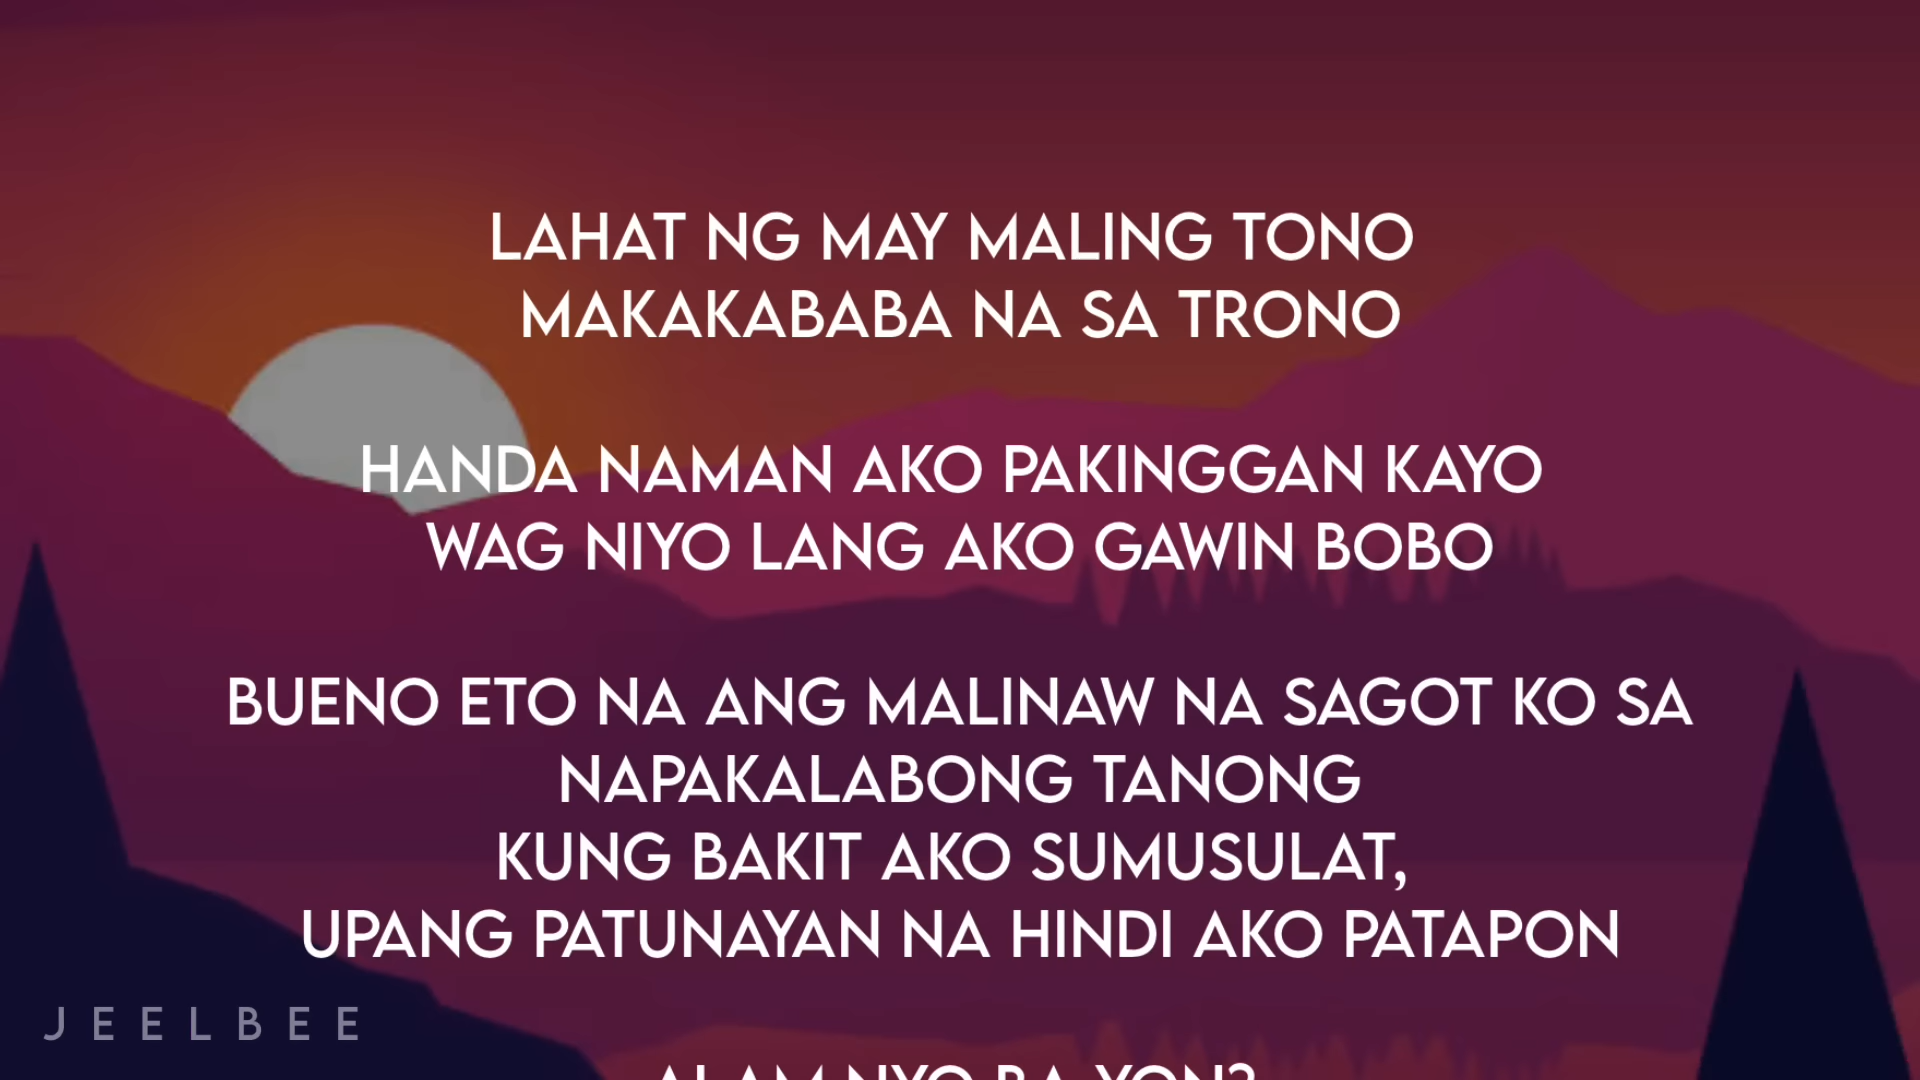 LAHAT NG MAY MALING TONO
MAKAKABABA NA SA TRONO
HANDA NAMAN AKO PAKINGGAN KAYO
WAG NIYO LANG AKO GAWIN BOBO
BUENO ETO NA ANG MALINAW NA SAGOT KO SA
NAPAKALABONG TANONG
KUNG BAKIT AKO SUMUSULAT,
UPANG PATUNAYAN NA HINDI AKO PATAPON
JEELBEE
ALAM NYO BA YON?